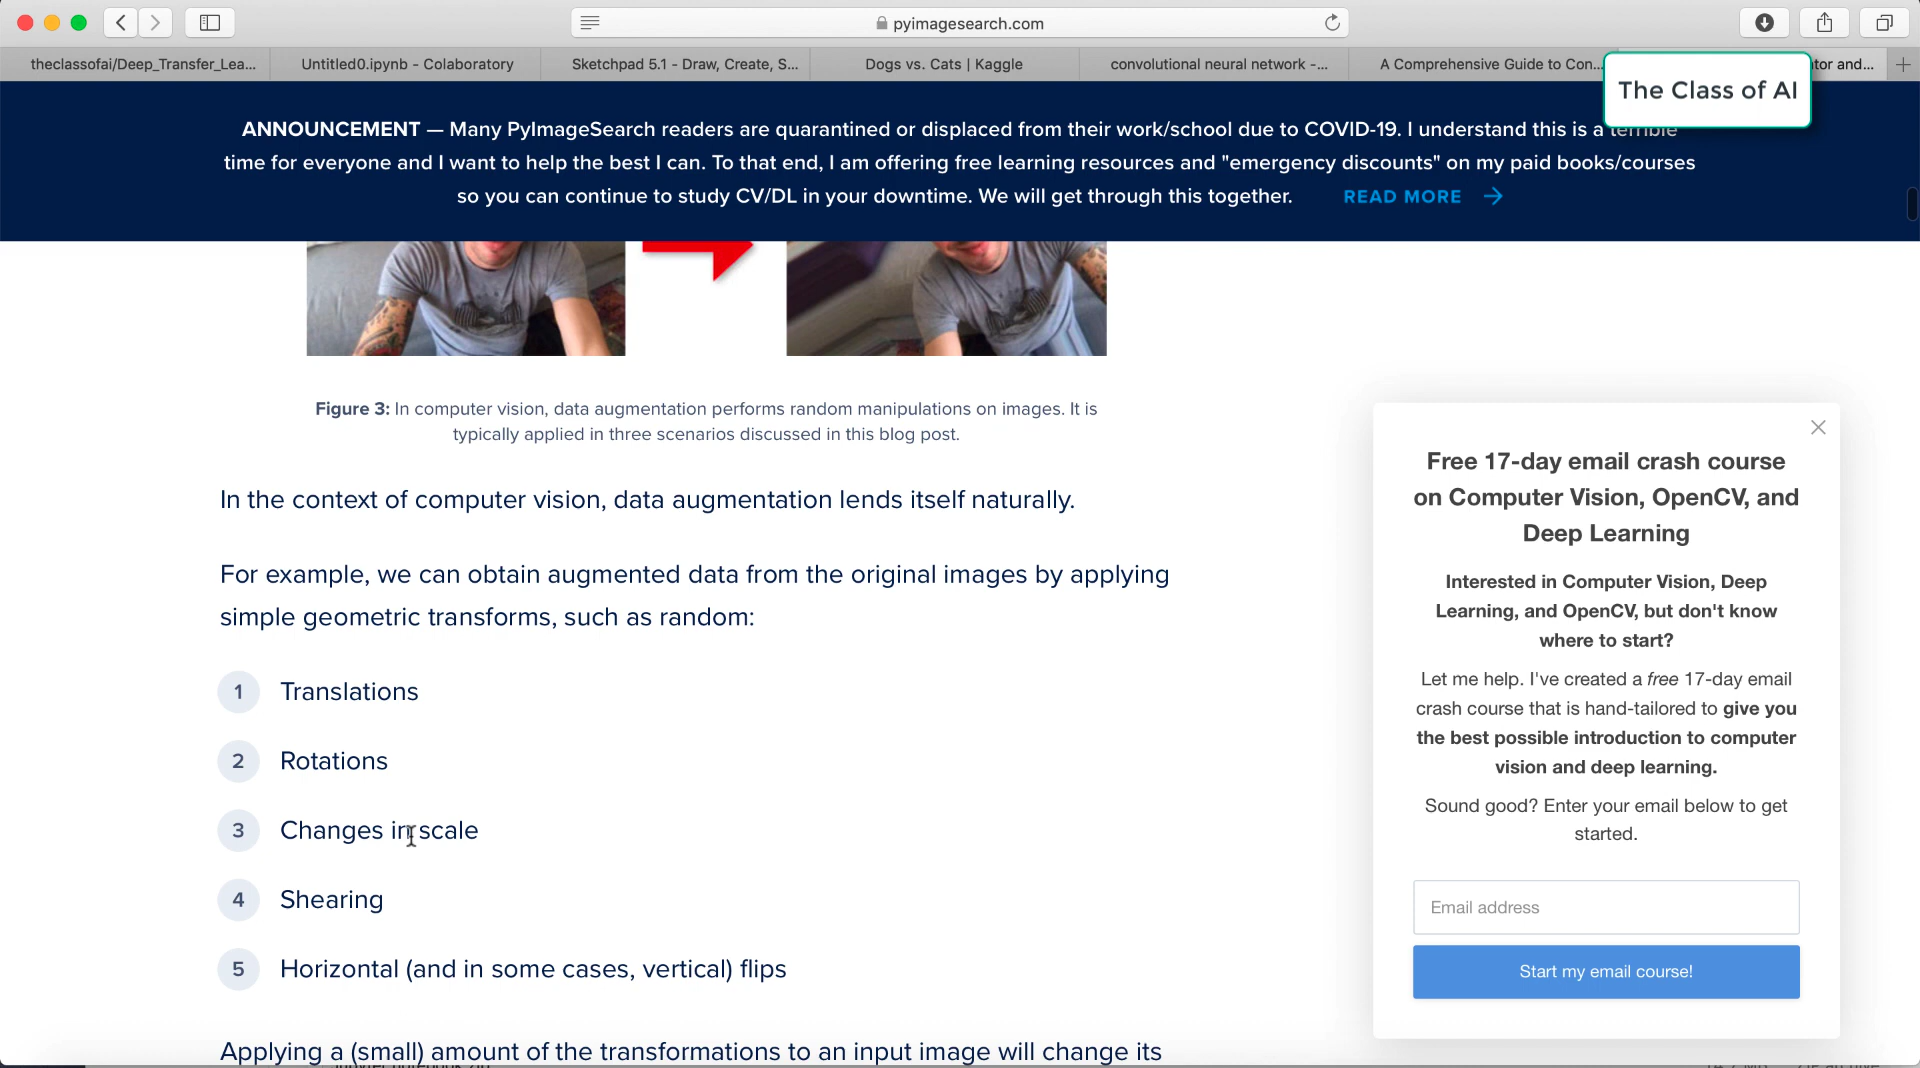 pyimagesearch.com
theclassofai/Deep_Transfer_Lea...
Untitled0.ipynb - Colaboratory
Sketchpad 5.1 - Draw, Create, S...
Dogs vs. Cats | Kaggle
convolutional neural network -...
A Comprehensive Guide to Con...
tor and...
The Class of AI
ANNOUNCEMENT — Many PyImageSearch readers are quarantined or displaced from their work/school due to COVID-19. I understand this is a terrible
time for everyone and I want to help the best I can. To that end, I am offering free learning resources and "emergency discounts" on my paid books/courses
so you can continue to study CV/DL in your downtime. We will get through this together. READ MORE →
Figure 3: In computer vision, data augmentation performs random manipulations on images. It is
typically applied in three scenarios discussed in this blog post.
In the context of computer vision, data augmentation lends itself naturally.
For example, we can obtain augmented data from the original images by applying
simple geometric transforms, such as random:
1 Translations
2 Rotations
3 Changes in scale
4 Shearing
5 Horizontal (and in some cases, vertical) flips
Applying a (small) amount of the transformations to an input image will change its
Free 17-day email crash course
on Computer Vision, OpenCV, and
Deep Learning
Interested in Computer Vision, Deep
Learning, and OpenCV, but don't know
where to start?
Let me help. I've created a free 17-day email
crash course that is hand-tailored to give you
the best possible introduction to computer
vision and deep learning.
Sound good? Enter your email below to get
started.
Email address
Start my email course!